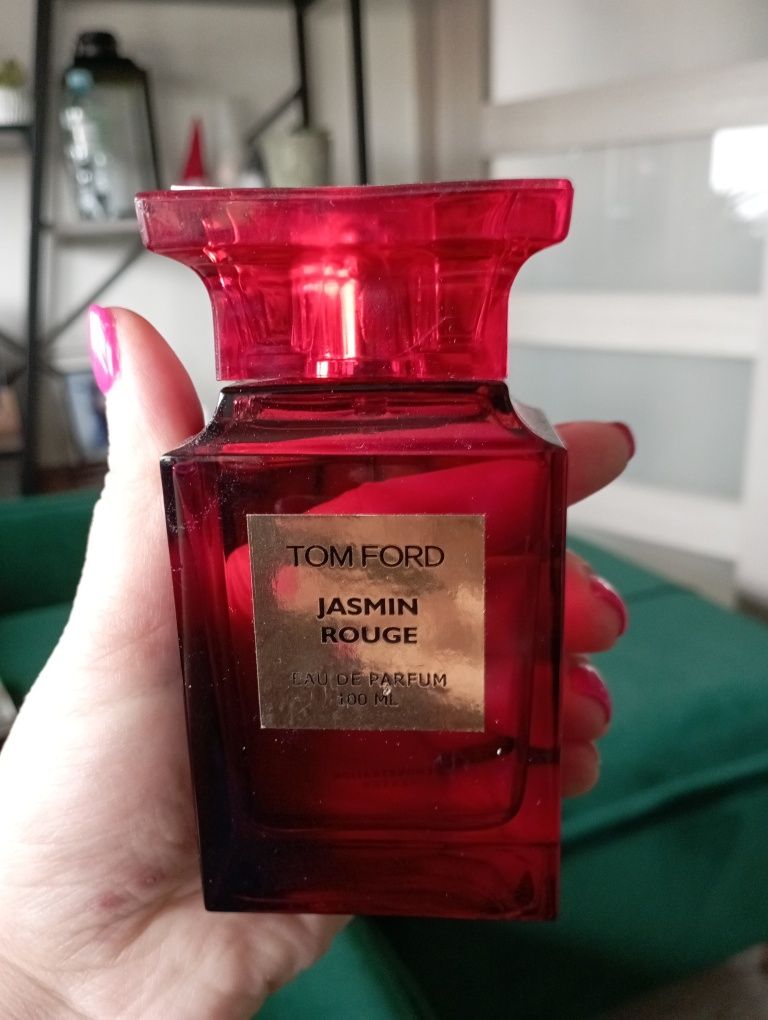 TOM FORD
JASMIN
ROUGE
EAU DE PARFUM
100 ML